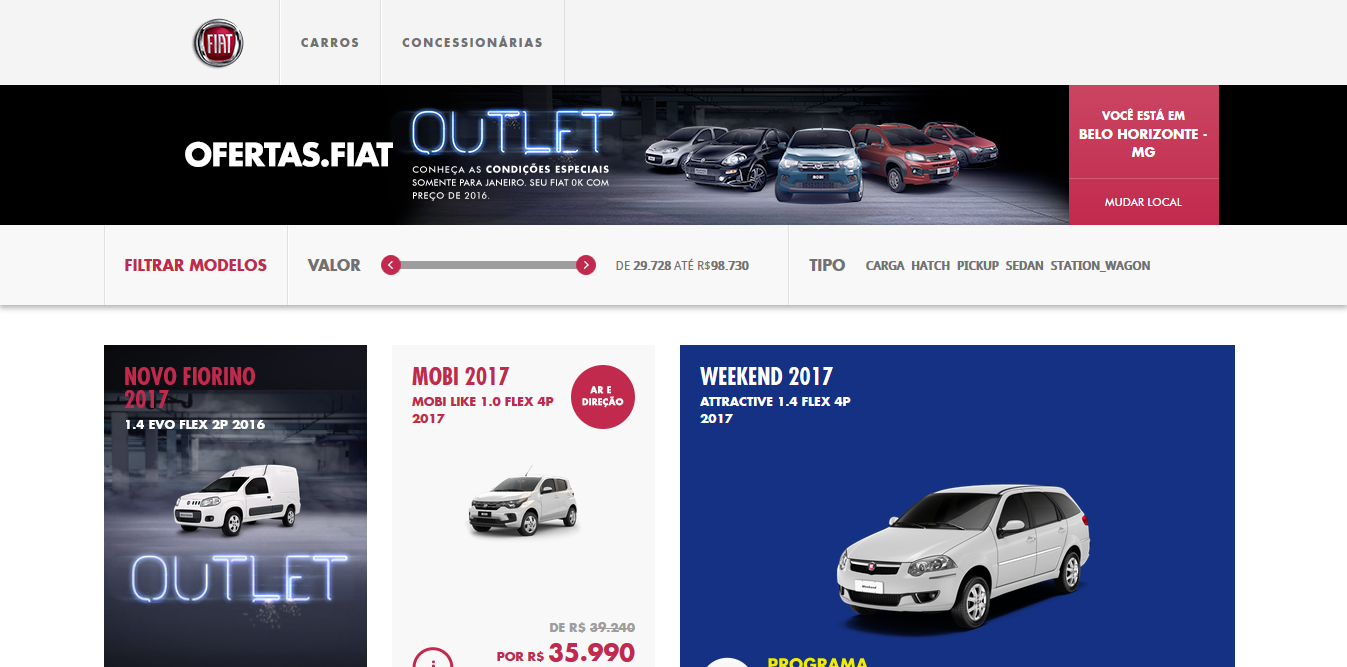 FIAT
CARROS
CONCESSIONÁRIAS
OFERTAS.FIAT
OUTLET
CONHEÇA AS CONDIÇÕES ESPECIAIS
SOMENTE PARA JANEIRO. SEU FIAT 0K COM
PREÇO DE 2016.
MOBI
VOCÊ ESTÁ EM
BELO HORIZONTE -
MG
MUDAR LOCAL
FILTRAR MODELOS
VALOR
DE 29.728 ATÉ R$98.730
TIPO
CARGA HATCH PICKUP SEDAN STATION_WAGON
NOVO FIORINO
2017
1.4 EVO FLEX 2P 2016
OUTLET
MOBI 2017
MOBI LIKE 1.0 FLEX 4P
2017
AR E
DIREÇÃO
DE R$ 39.240
POR R$ 35.990
WEEKEND 2017
ATTRACTIVE 1.4 FLEX 4P
2017
Weekend
PROGRAMA